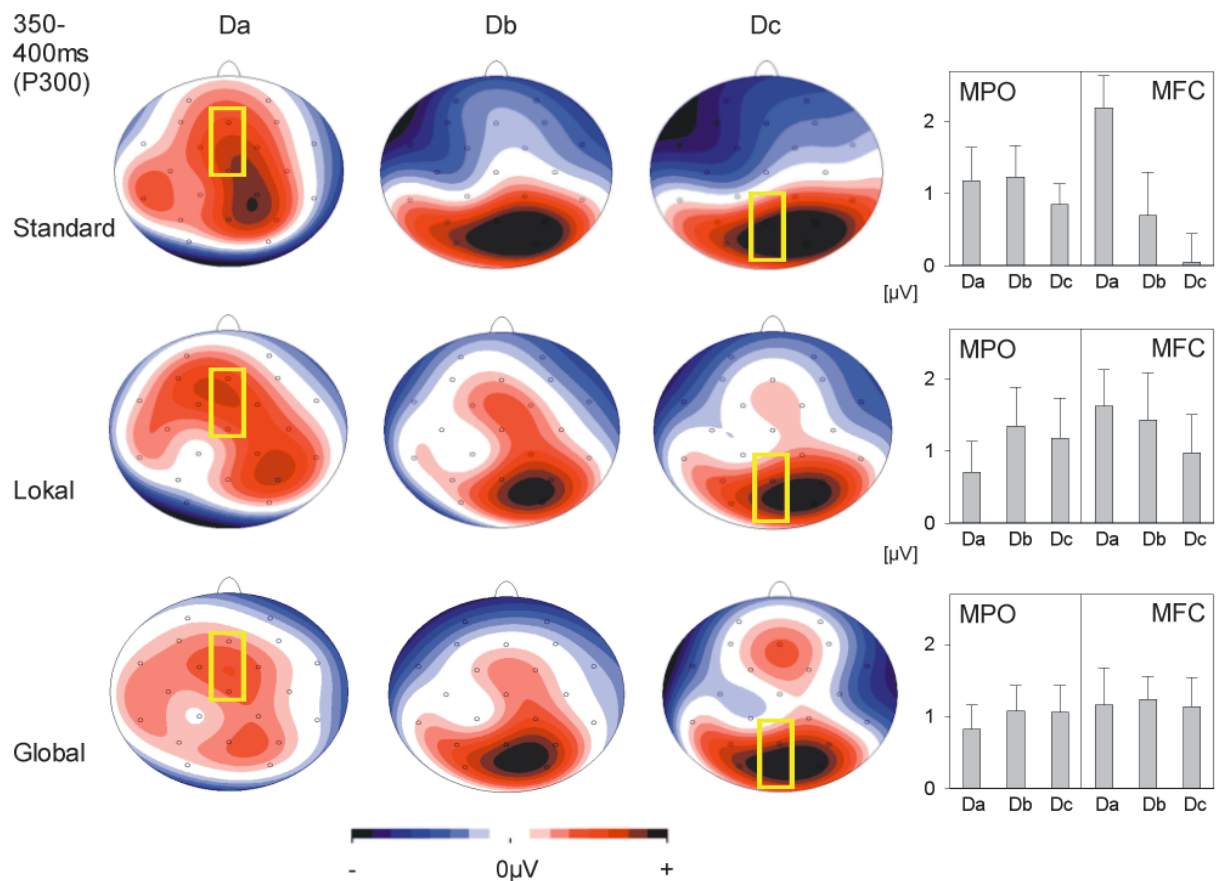 350-
400ms
(P300)
Da Db Dc
Standard
MPO MFC
2
1
0
Da Db Dc Da Db Dc
[µV]
Lokal
MPO MFC
2
1
0
Da Db Dc Da Db Dc
[µV]
Global
MPO MFC
2
1
0
Da Db Dc Da Db Dc
- 0µV +